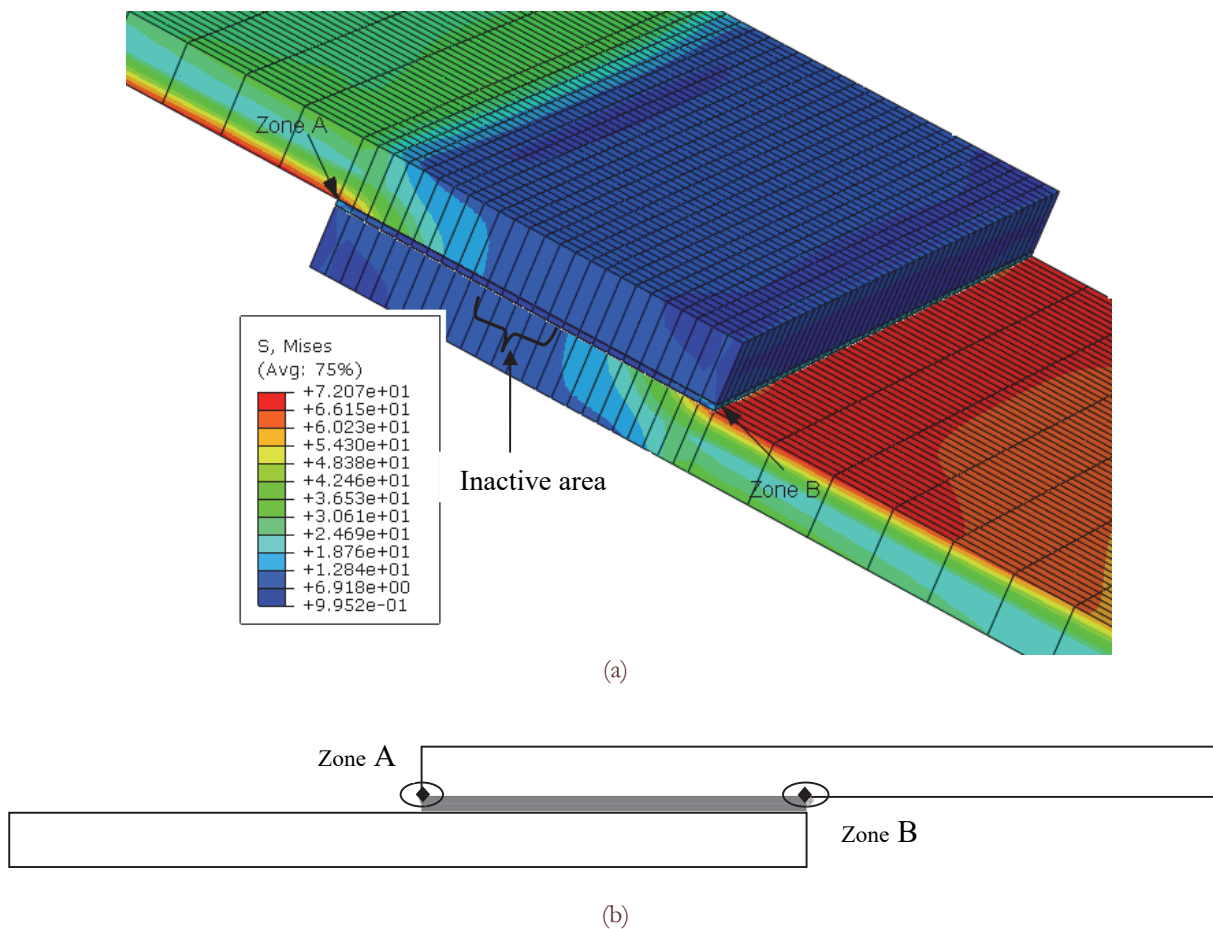 Zone A
S, Mises
(Avg: 75%)
+7.207e+01
+6.615e+01
+6.023e+01
+5.430e+01
+4.838e+01
+4.246e+01
+3.653e+01
+3.061e+01
+2.469e+01
+1.876e+01
+1.284e+01
+6.918e+00
+9.952e-01
Inactive area
Zone B
(a)
Zone A
Zone B
(b)